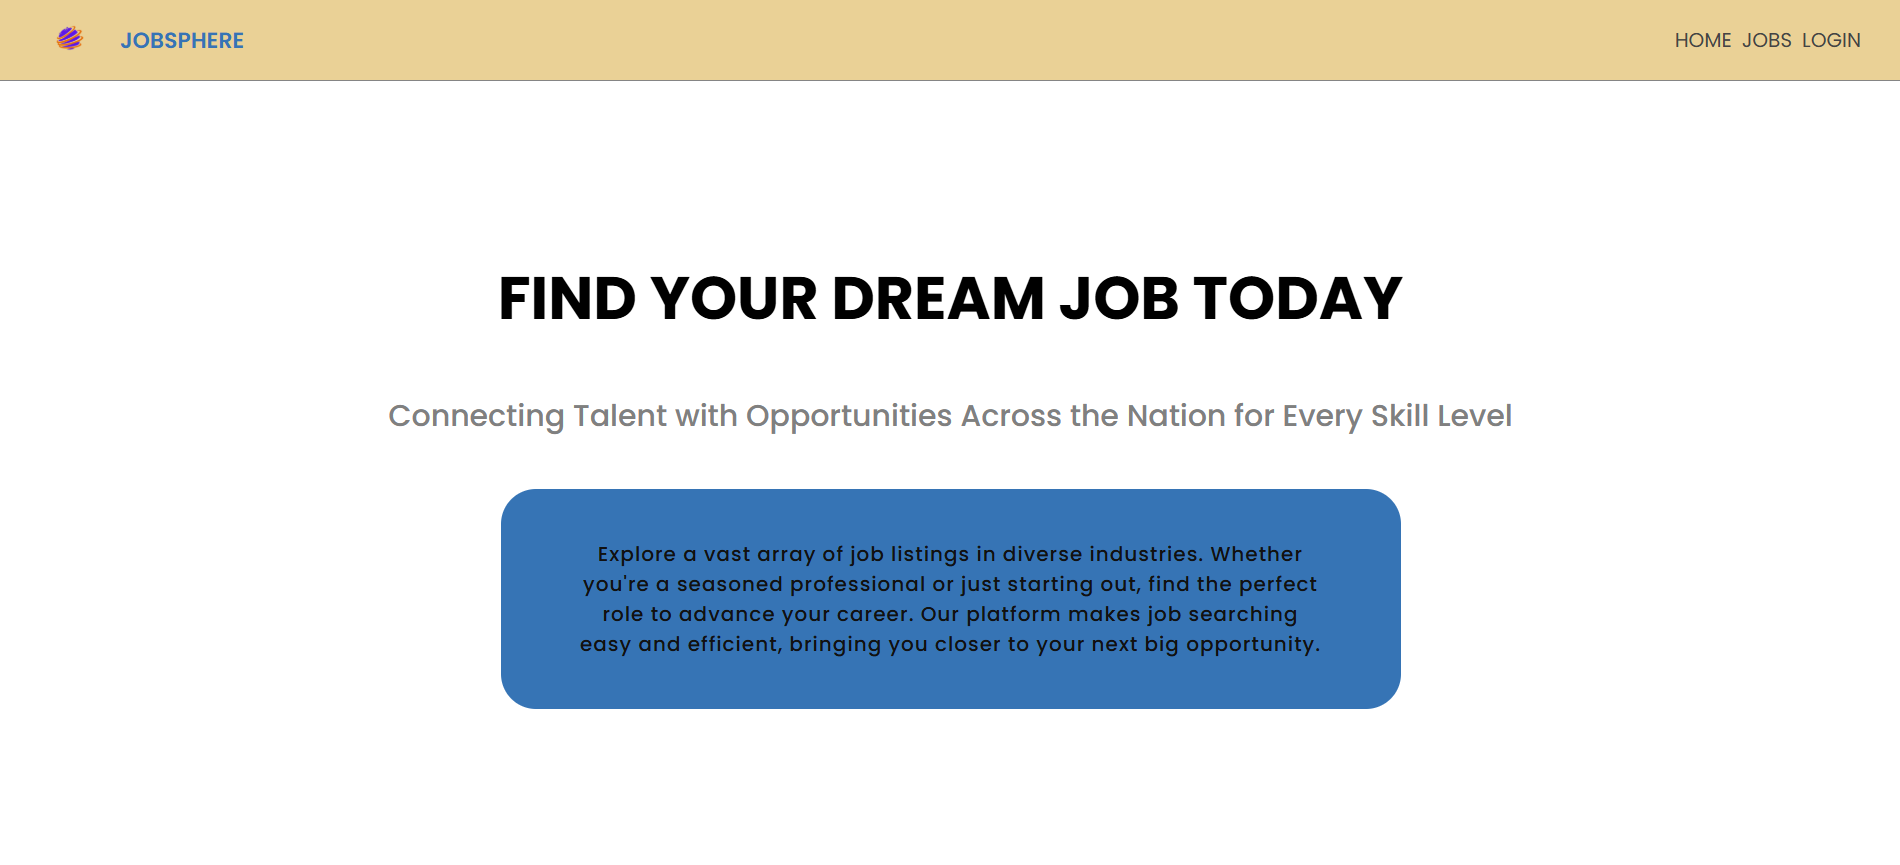 JOBSPHERE
HOME JOBS LOGIN
FIND YOUR DREAM JOB TODAY
Connecting Talent with Opportunities Across the Nation for Every Skill Level
Explore a vast array of job listings in diverse industries. Whether
you're a seasoned professional or just starting out, find the perfect
role to advance your career. Our platform makes job searching
easy and efficient, bringing you closer to your next big opportunity.